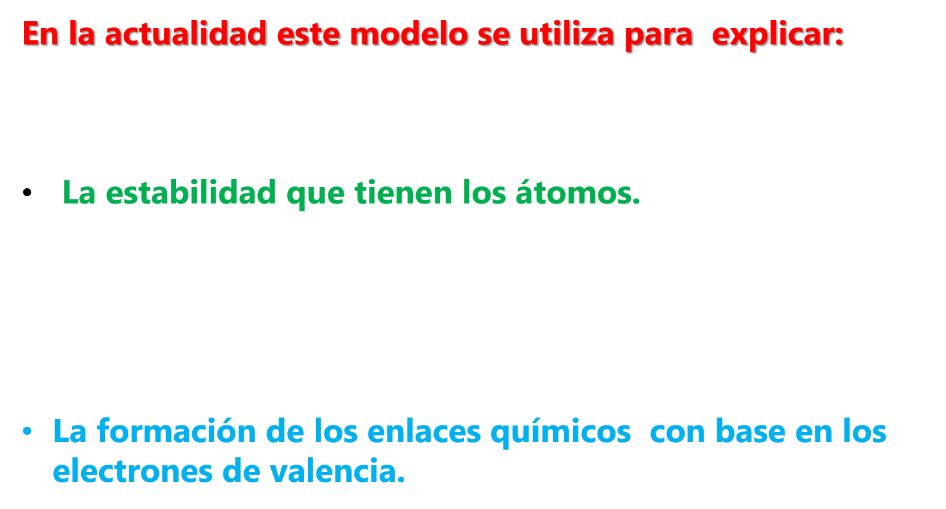 En la actualidad este modelo se utiliza para  explicar:
• La estabilidad que tienen los átomos.
• La formación de los enlaces químicos  con base en los
electrones de valencia.